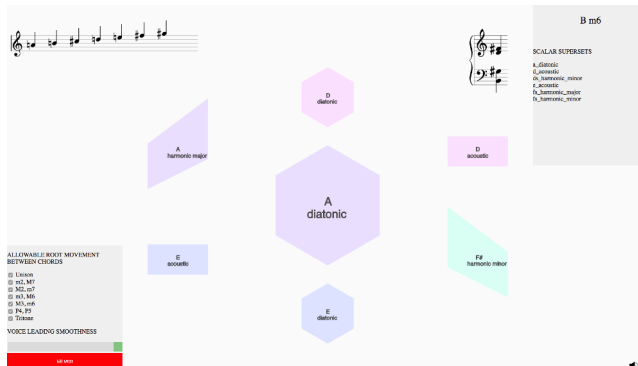 B m6
SCALAR SUPERSETS
a_diatonic
d_acoustic
ds_harmonic_minor
e_acoustic
fs_harmonic_major
fs_harmonic_minor
D
diatonic
A
harmonic major
D
acoustic
A
diatonic
E
acoustic
F#
harmonic minor
E
diatonic
ALLOWABLE ROOT MOVEMENT
BETWEEN CHORDS
Unison
m2, M7
M2, m7
m3, M6
M3, m6
P4, P5
Tritone
VOICE LEADING SMOOTHNESS